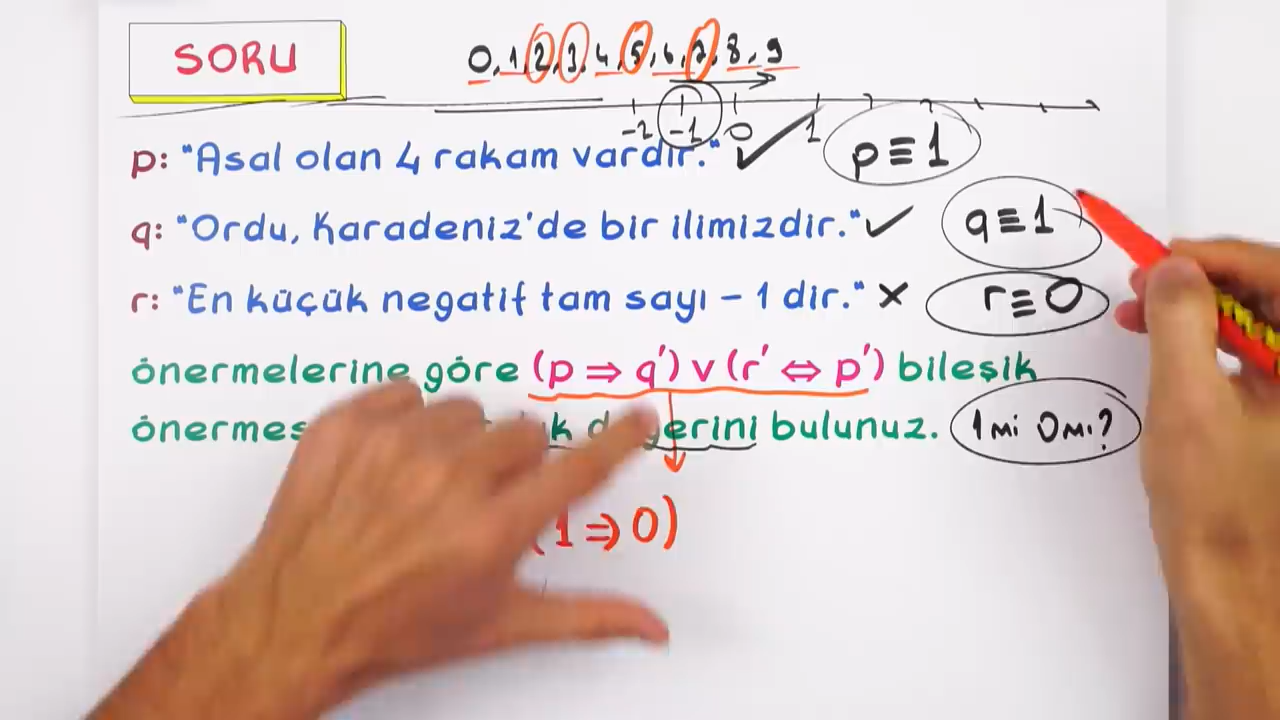 SORU
0, 1, 2, 3, 4, 5, 6, 7, 8, 9
-2 -1 0 1
p: "Asal olan 4 rakam vardır." ✓ p≡1
q: "Ordu, Karadeniz'de bir ilimizdir." ✓ q≡1
r: "En küçük negatif tam sayı -1 dir." × r≡0
önermelerine göre (p ⇒ q') v (r' ⇔ p') bileşik
bulunuz. 1 mi 0 mı?
(1 ⇒ 0)